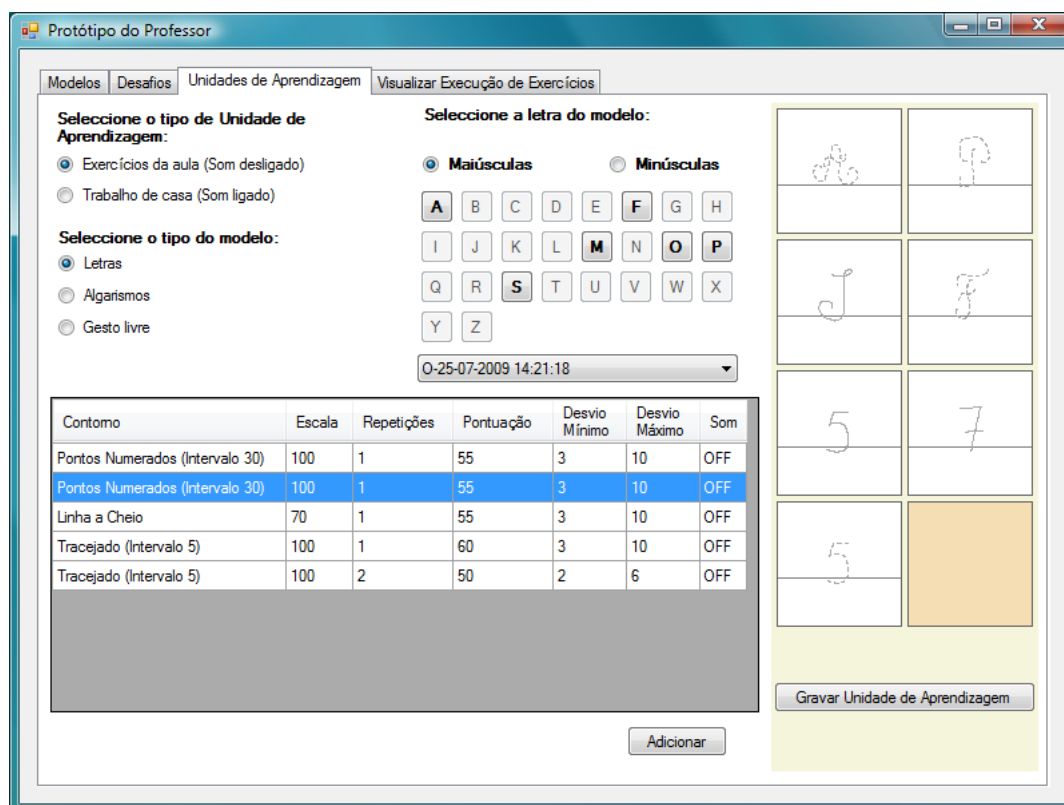 Protótipo do Professor
Modelos Desafios Unidades de Aprendizagem Visualizar Execução de Exercícios
Seleccione o tipo de Unidade de
Aprendizagem:
Exercícios da aula (Som desligado)
Trabalho de casa (Som ligado)
Seleccione o tipo do modelo:
Letras
Algarismos
Gesto livre
Seleccione a letra do modelo:
Maiúsculas Minúsculas
A B C D E F G H
I J K L M N O P
Q R S T U V W X
Y Z
O-25-07-2009 14:21:18
Contorno Escala Repetições Pontuação Desvio Mínimo Desvio Máximo Som
Pontos Numerados (Intervalo 30) 100 1 55 3 10 OFF
Pontos Numerados (Intervalo 30) 100 1 55 3 10 OFF
Linha a Cheio 70 1 55 3 10 OFF
Tracejado (Intervalo 5) 100 1 60 3 10 OFF
Tracejado (Intervalo 5) 100 2 50 2 6 OFF
Adicionar
A P
J F
5 7
5
Gravar Unidade de Aprendizagem